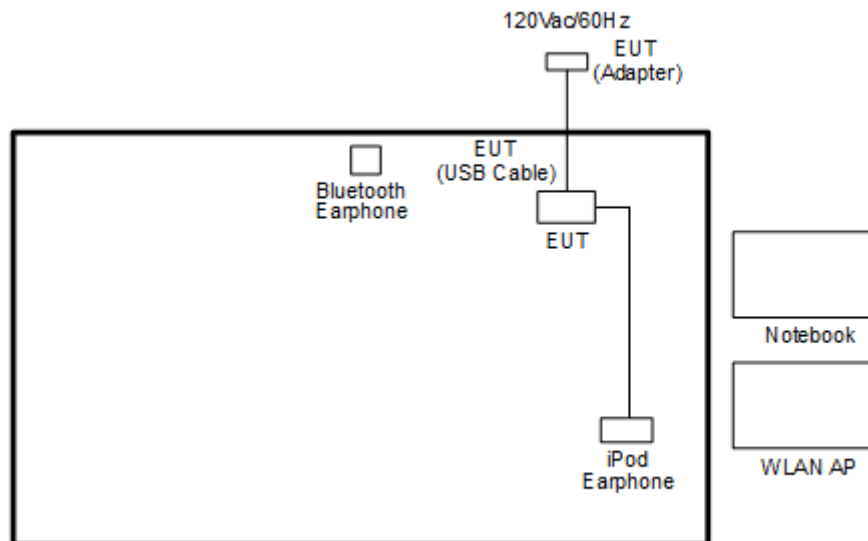 120Vac/60Hz
EUT
(Adapter)
EUT
(USB Cable)
Bluetooth
Earphone
EUT
Notebook
iPod
Earphone
WLAN AP